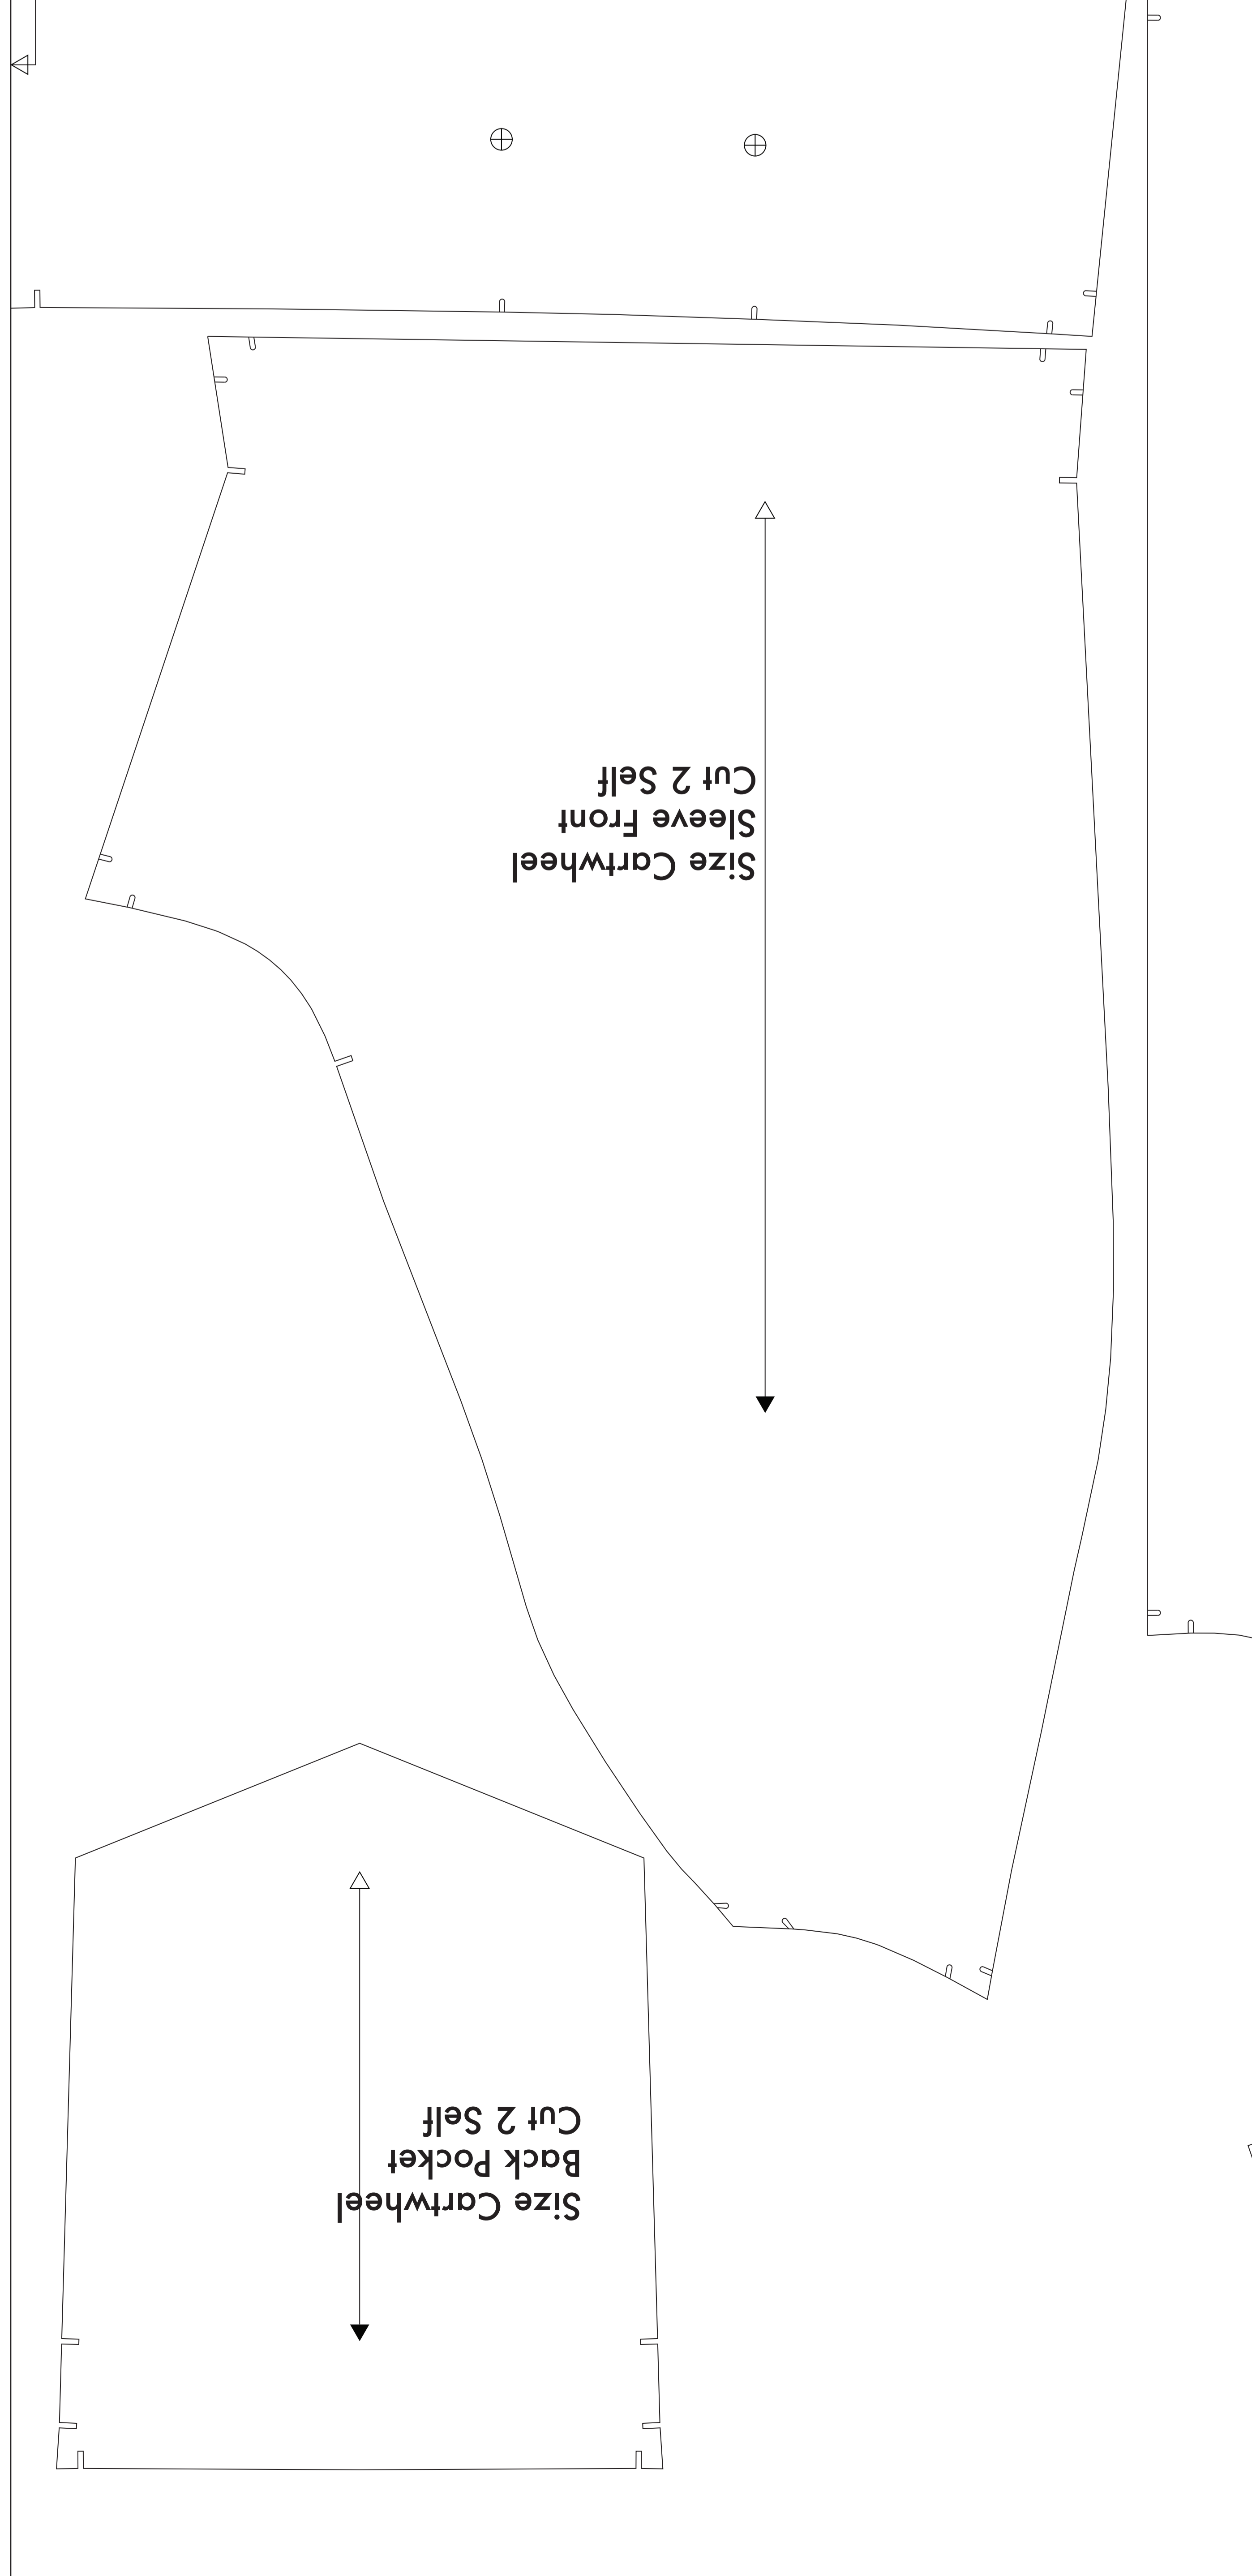 Size Cartwheel
Sleeve Front
Cut 2 Self
Size Cartwheel
Back Pocket
Cut 2 Self